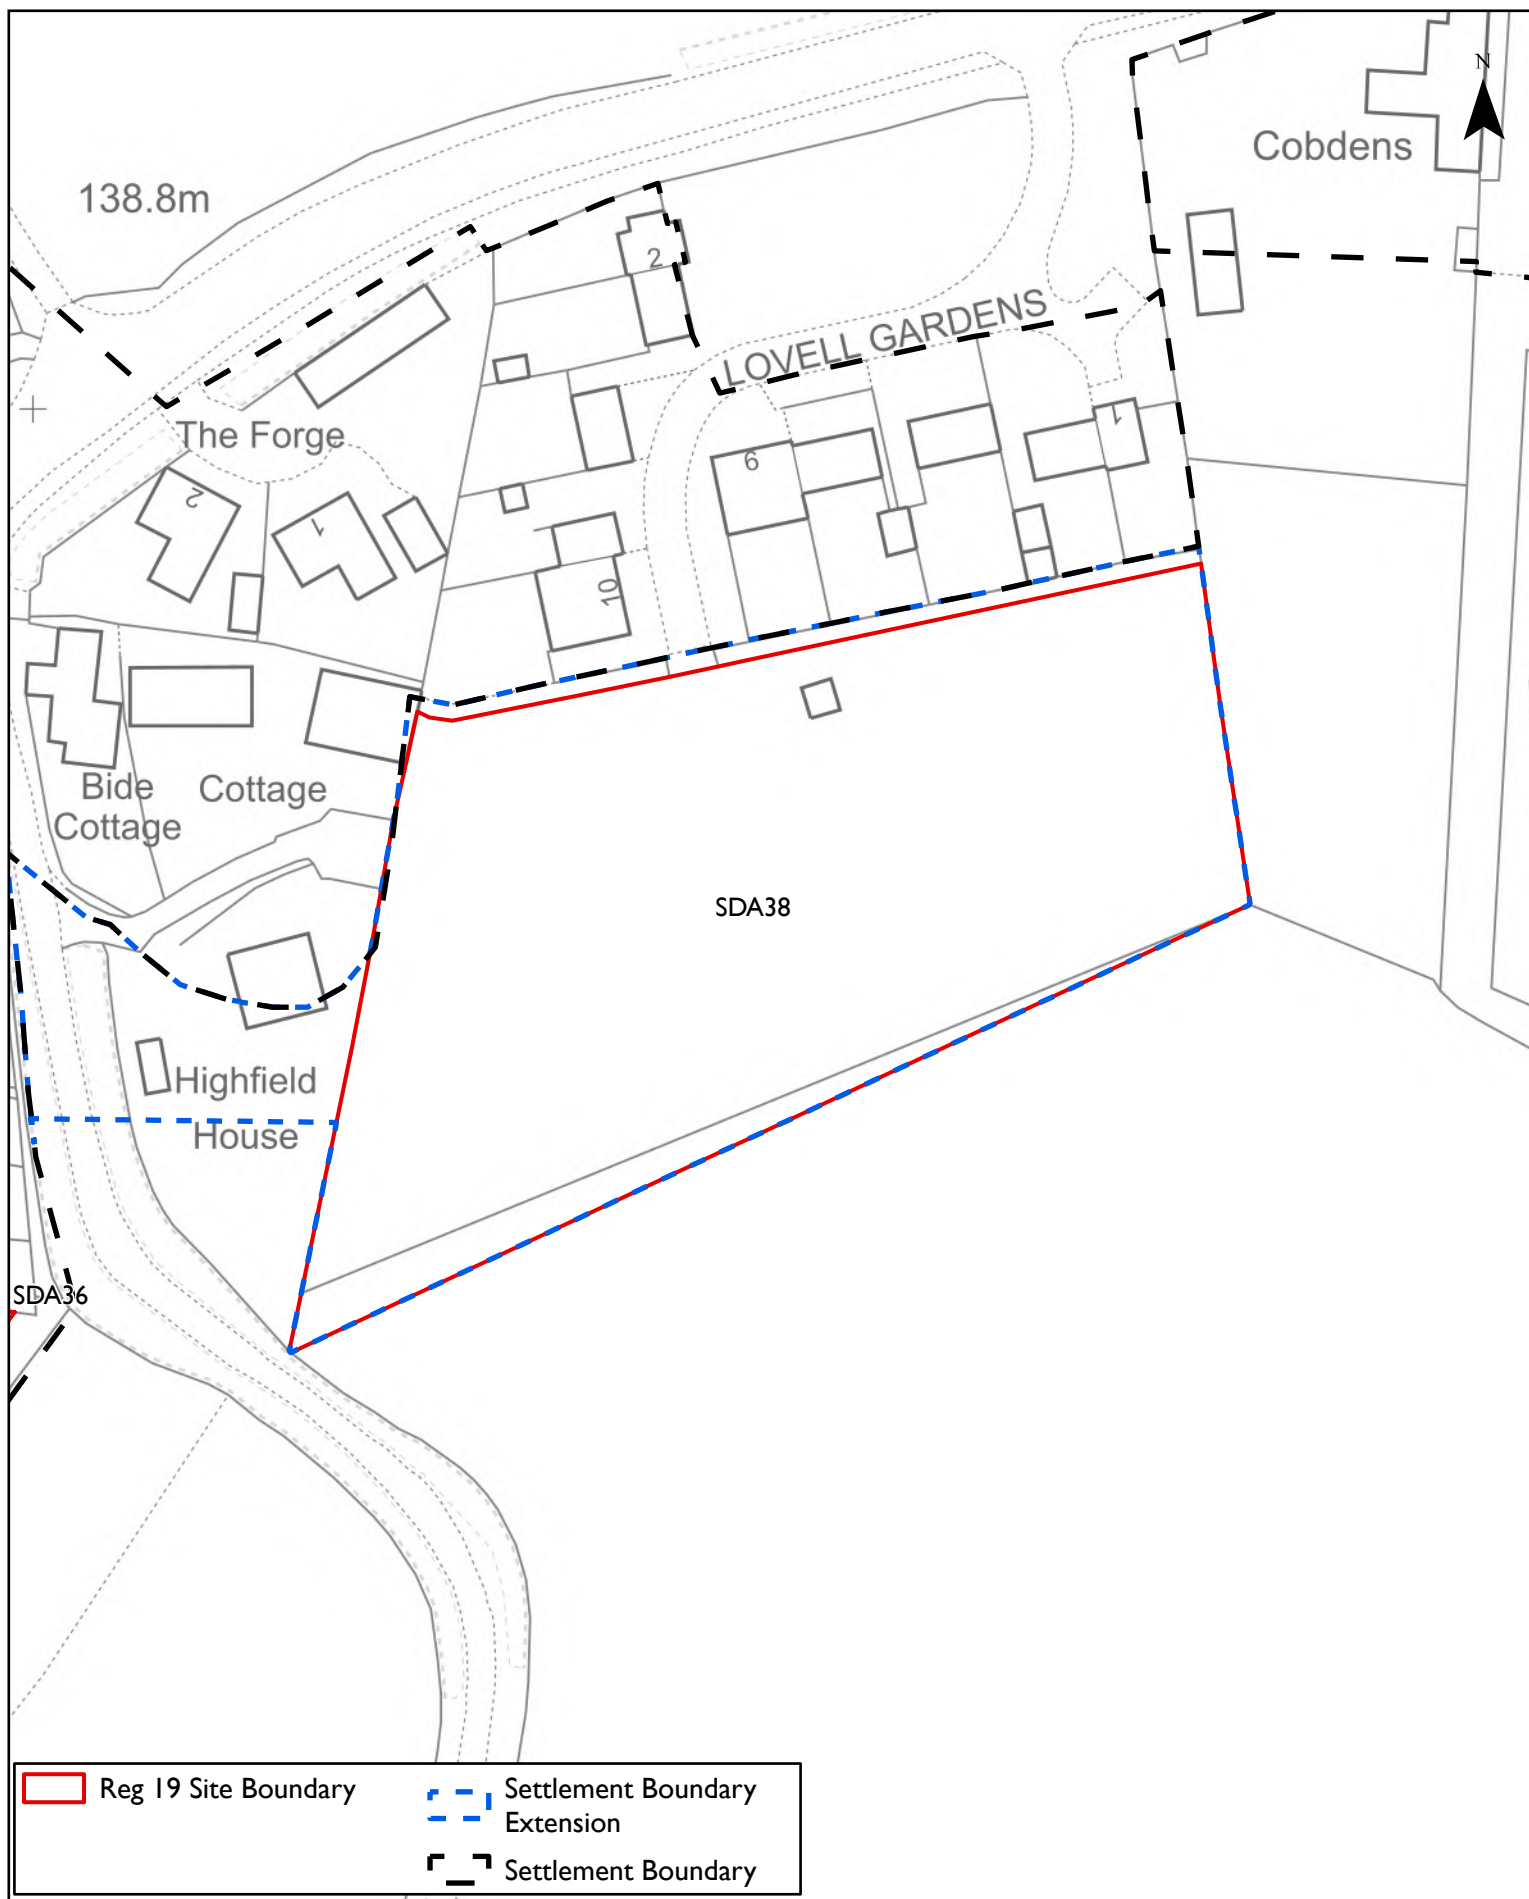 N
Cobdens
138.8m
2
LOVELL GARDENS
The Forge
1
6
2
1
10
Bide
Cottage
Cottage
SDA38
Highfield
House
SDA36
Reg 19 Site Boundary
Settlement Boundary
Extension
Settlement Boundary